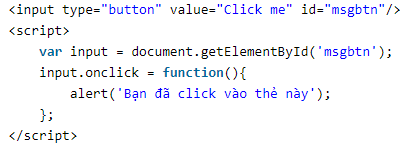 <input type="button" value="Click me" id="msgbtn"/>
<script>
    var input = document.getElementById('msgbtn');
    input.onclick = function(){
        alert('Bạn đã click vào thẻ này');
    };
</script>